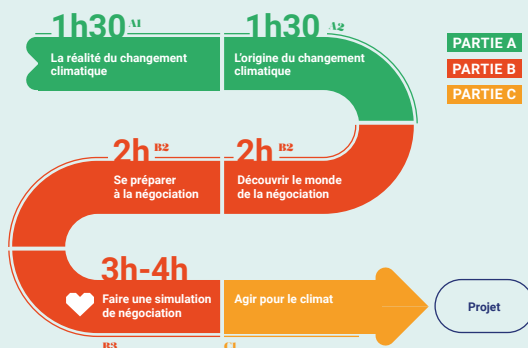 1h30 A1
La réalité du changement
climatique
1h30 A2
L'origine du changement
climatique
PARTIE A
PARTIE B
PARTIE C
2h B2
Se préparer
à la négociation
2h B2
Découvrir le monde
de la négociation
3h-4h
Faire une simulation
de négociation
B3
Agir pour le climat
C1
Projet